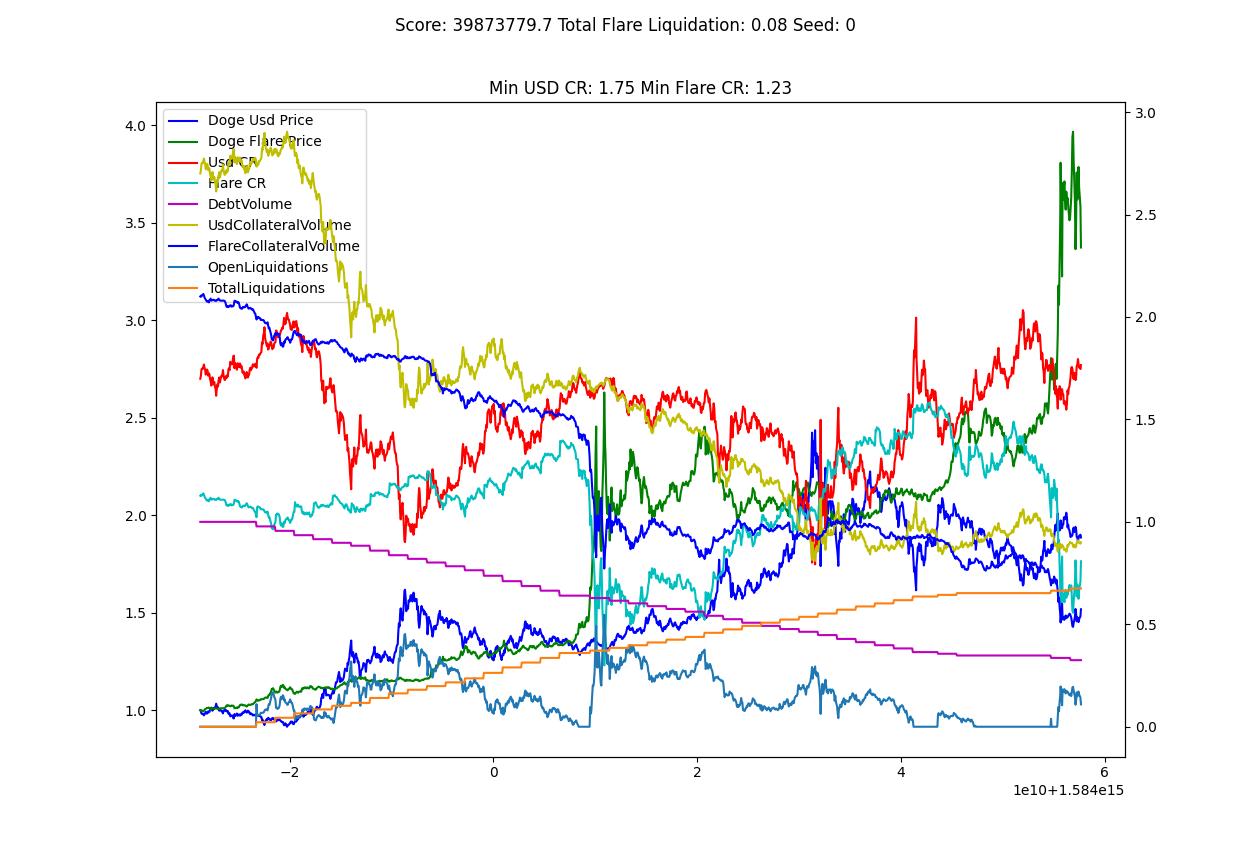 Score: 39873779.7 Total Flare Liquidation: 0.08 Seed: 0
Min USD CR: 1.75 Min Flare CR: 1.23
4.0
3.5
3.0
2.5
2.0
1.5
1.0
Doge Usd Price
Doge Flare Price
Usd CR
Flare CR
DebtVolume
UsdCollateralVolume
FlareCollateralVolume
OpenLiquidations
TotalLiquidations
3.0
2.5
2.0
1.5
1.0
0.5
0.0
−2
0
2
4
6
1e10+1.584e15